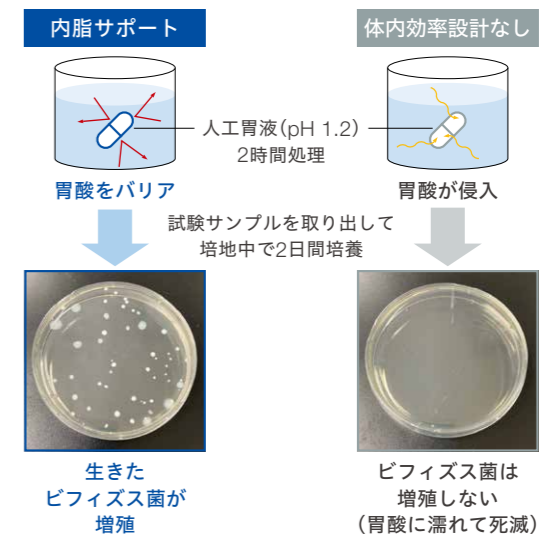 内脂サポート
体内効率設計なし
人工胃液(pH 1.2)
2時間処理
胃酸をバリア
胃酸が侵入
試験サンプルを取り出して
培地中で2日間培養
生きた
ビフィズス菌が
増殖
ビフィズス菌は
増殖しない
(胃酸に濡れて死滅)